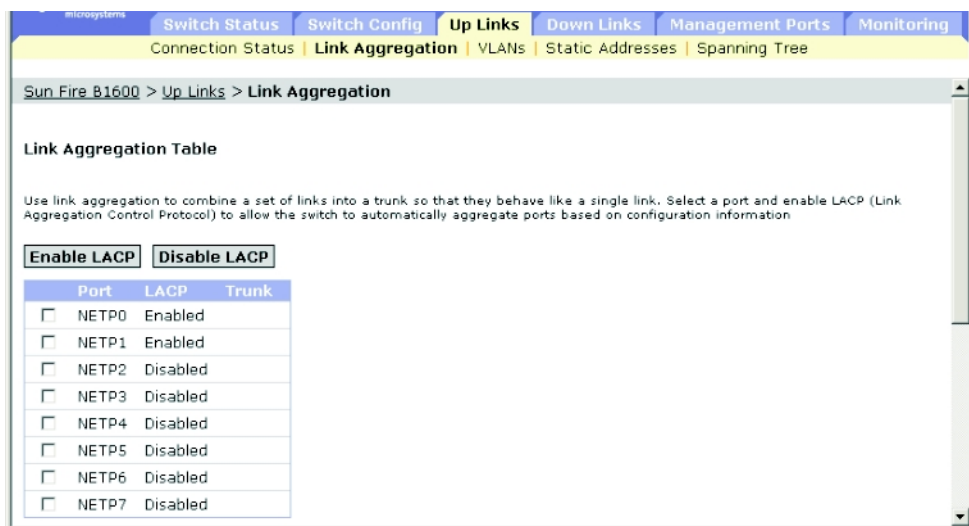 microsystems
Switch Status Switch Config Up Links Down Links Management Ports Monitoring
Connection Status | Link Aggregation | VLANs | Static Addresses | Spanning Tree
Sun Fire B1600 > Up Links > Link Aggregation
Link Aggregation Table
Use link aggregation to combine a set of links into a trunk so that they behave like a single link. Select a port and enable LACP (Link
Aggregation Control Protocol) to allow the switch to automatically aggregate ports based on configuration information
Enable LACP Disable LACP
Port LACP Trunk
NETP0 Enabled
NETP1 Enabled
NETP2 Disabled
NETP3 Disabled
NETP4 Disabled
NETP5 Disabled
NETP6 Disabled
NETP7 Disabled